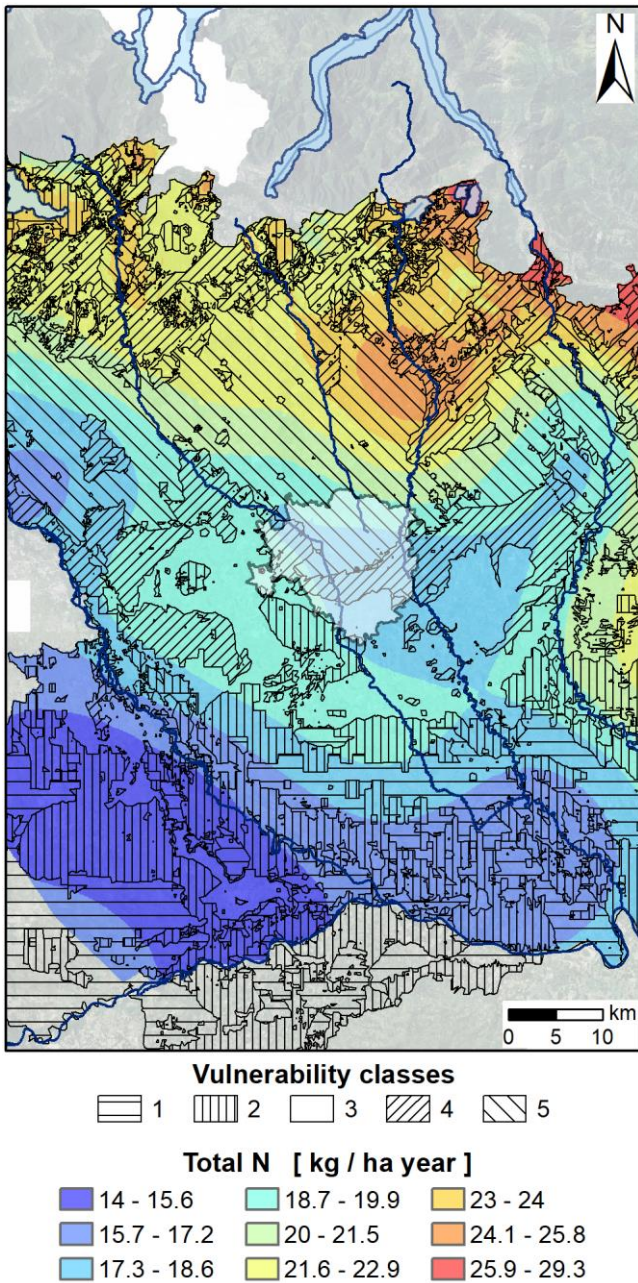 N
km
0 5 10
Vulnerability classes
1 2 3 4 5
Total N [ kg / ha year ]
14 - 15.6 18.7 - 19.9 23 - 24
15.7 - 17.2 20 - 21.5 24.1 - 25.8
17.3 - 18.6 21.6 - 22.9 25.9 - 29.3